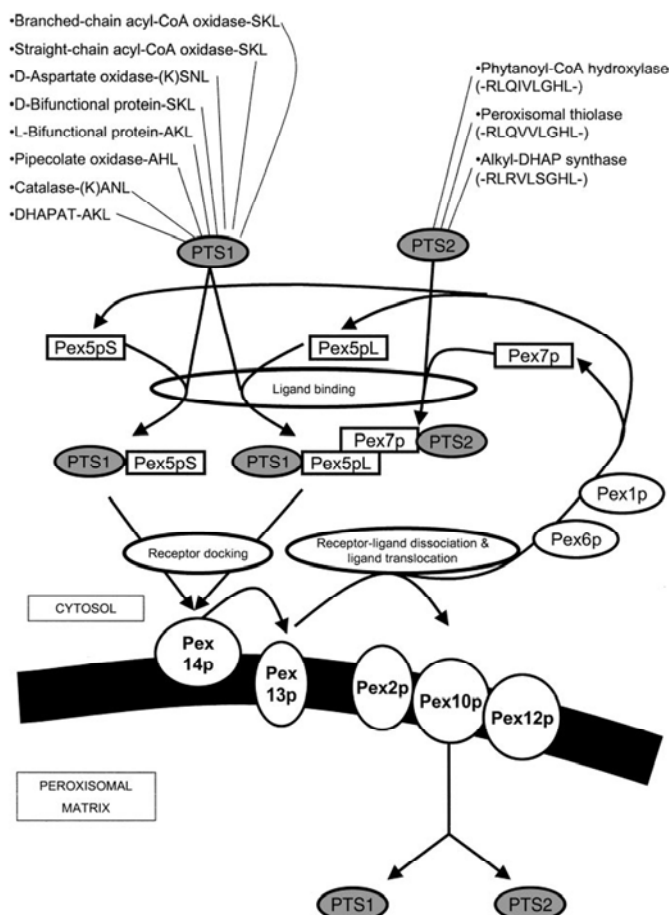 •Branched-chain acyl-CoA oxidase-SKL
•Straight-chain acyl-CoA oxidase-SKL
•D-Aspartate oxidase-(K)SNL
•D-Bifunctional protein-SKL
•L-Bifunctional protein-AKL
•Pipecolate oxidase-AHL
•Catalase-(K)ANL
•DHAPAT-AKL
•Phytanoyl-CoA hydroxylase
(-RLQIVLGHL-)
•Peroxisomal thiolase
(-RLQVVLGHL-)
•Alkyl-DHAP synthase
(-RLRVLSGHL-)
PTS1
PTS2
Pex5pS
Pex5pL
Pex7p
Ligand binding
Pex7p
PTS2
PTS1
Pex5pS
PTS1
Pex5pL
Pex1p
Pex6p
Receptor docking
Receptor-ligand dissociation &
ligand translocation
CYTOSOL
Pex
14p
Pex
13p
Pex2p
Pex10p
Pex12p
PEROXISOMAL
MATRIX
PTS1
PTS2